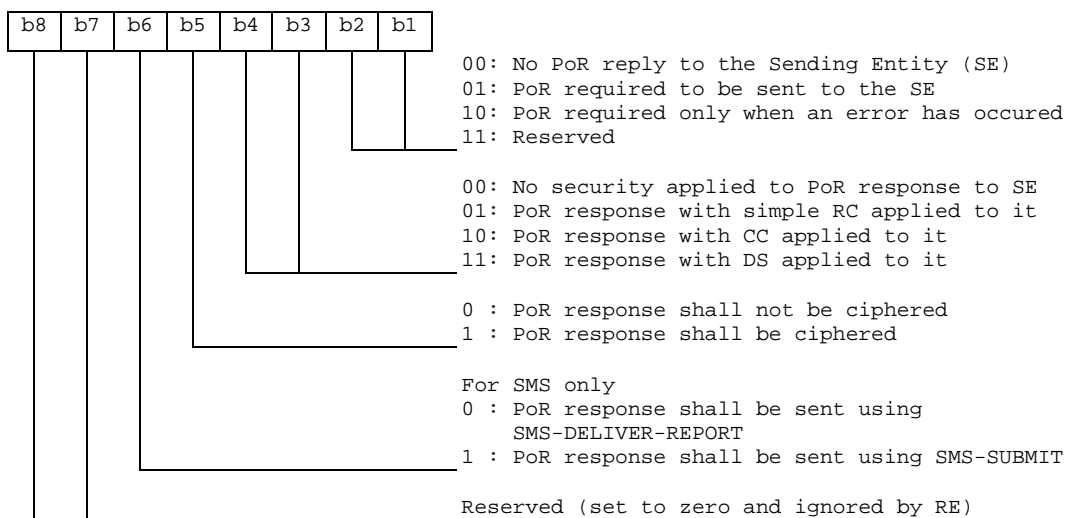 b8 b7 b6 b5 b4 b3 b2 b1
00: No PoR reply to the Sending Entity (SE)
01: PoR required to be sent to the SE
10: PoR required only when an error has occured
11: Reserved
00: No security applied to PoR response to SE
01: PoR response with simple RC applied to it
10: PoR response with CC applied to it
11: PoR response with DS applied to it
0 : PoR response shall not be ciphered
1 : PoR response shall be ciphered
For SMS only
0 : PoR response shall be sent using
SMS-DELIVER-REPORT
1 : PoR response shall be sent using SMS-SUBMIT
Reserved (set to zero and ignored by RE)